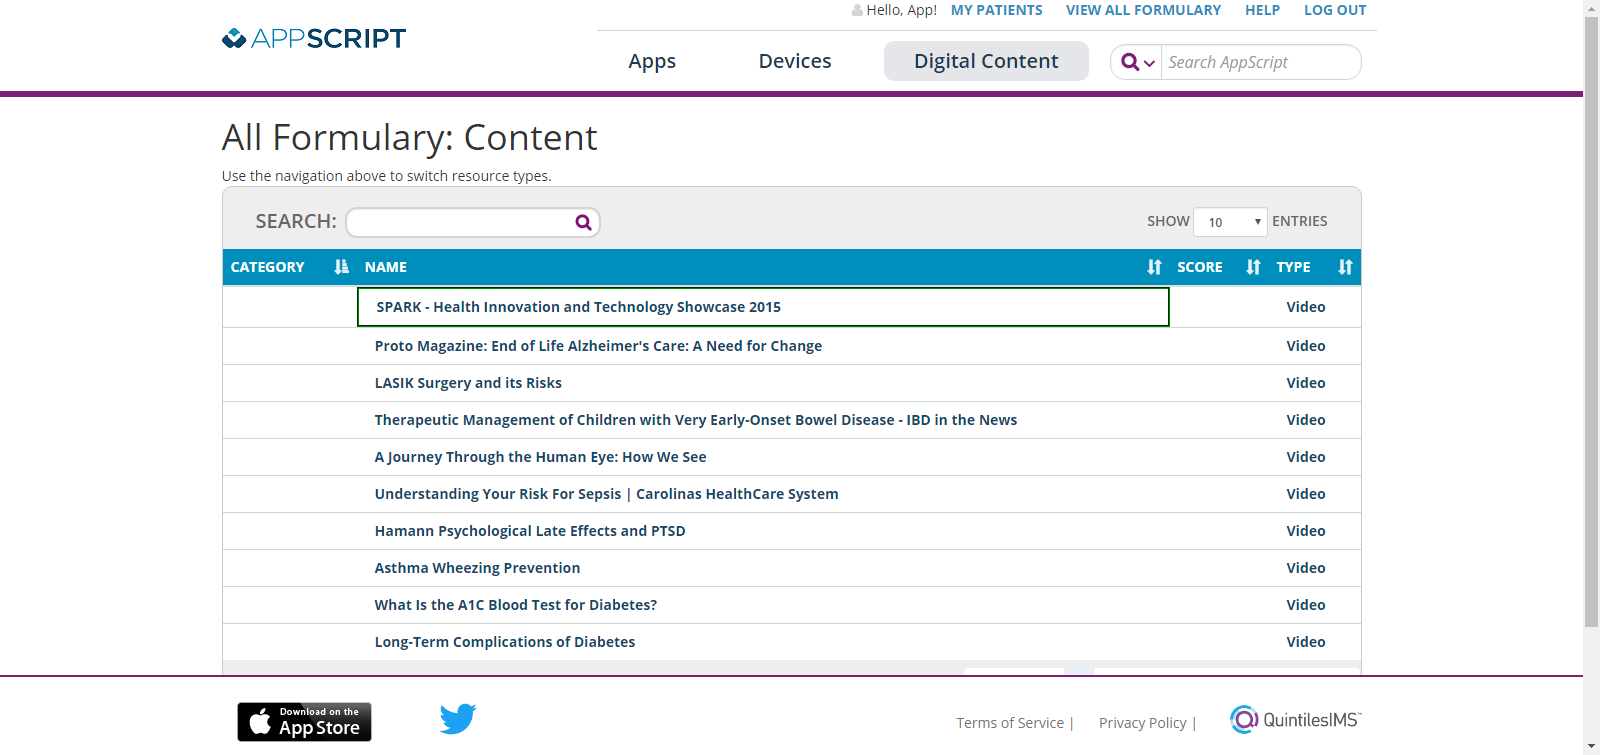 Hello, App! MY PATIENTS VIEW ALL FORMULARY HELP LOG OUT
APPSCRIPT
Apps Devices Digital Content Search AppScript
All Formulary: Content
Use the navigation above to switch resource types.
SEARCH: SHOW 10 ENTRIES
CATEGORY NAME SCORE TYPE
SPARK - Health Innovation and Technology Showcase 2015 Video
Proto Magazine: End of Life Alzheimer's Care: A Need for Change Video
LASIK Surgery and its Risks Video
Therapeutic Management of Children with Very Early-Onset Bowel Disease - IBD in the News Video
A Journey Through the Human Eye: How We See Video
Understanding Your Risk For Sepsis | Carolinas HealthCare System Video
Hamann Psychological Late Effects and PTSD Video
Asthma Wheezing Prevention Video
What Is the A1C Blood Test for Diabetes? Video
Long-Term Complications of Diabetes Video
Download on the
App Store
Terms of Service | Privacy Policy | QuintilesIMS™